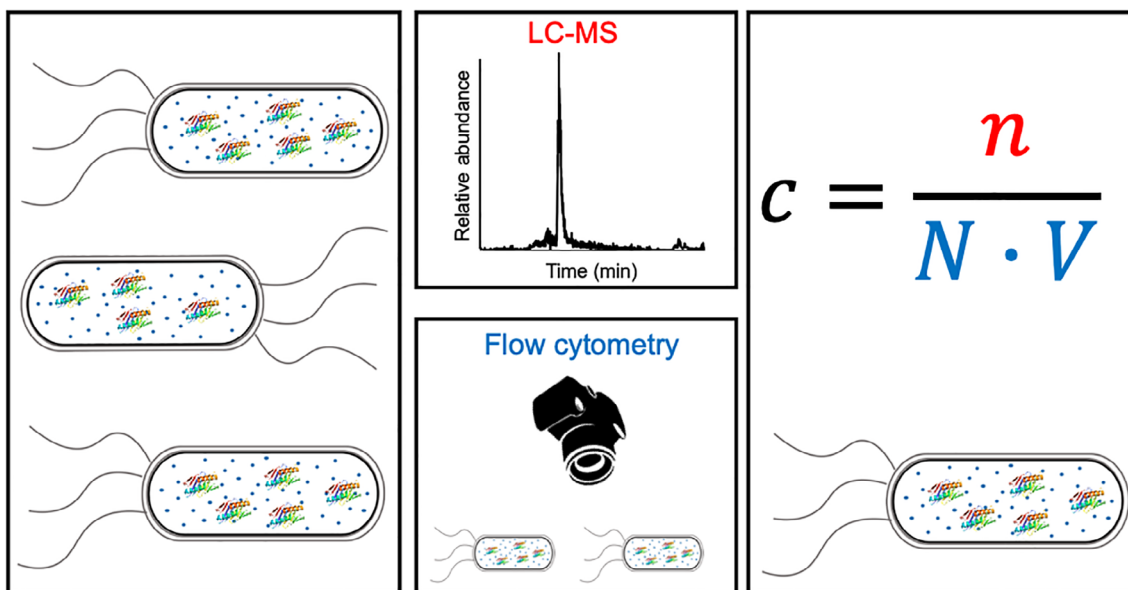 LC-MS
Relative abundance
Time (min)
Flow cytometry
c = n / N · V